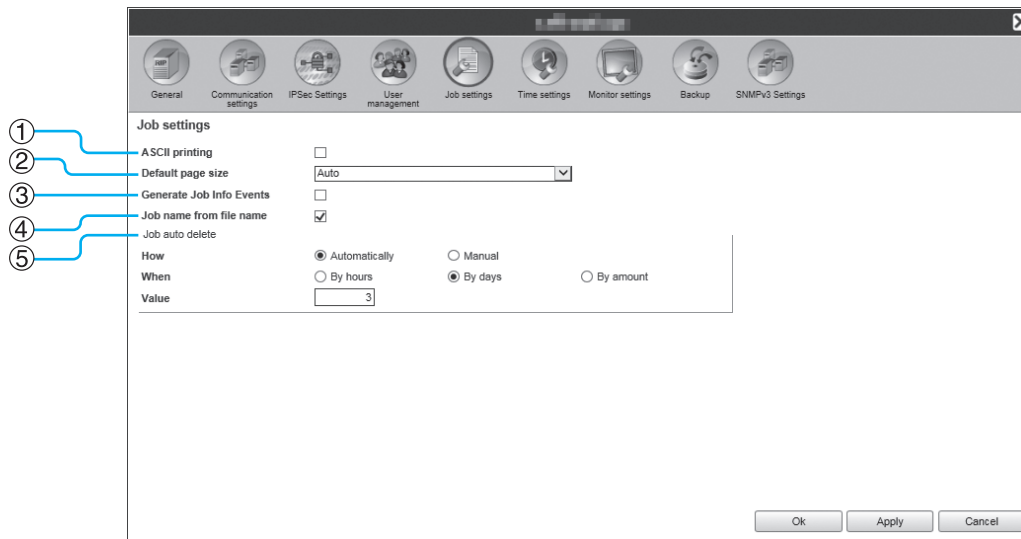 General
Communication settings
IPSec Settings
User management
Job settings
Time settings
Monitor settings
Backup
SNMPv3 Settings
Job settings
① ASCII printing
② Default page size Auto
③ Generate Job Info Events
④ Job name from file name
⑤ Job auto delete
How Automatically Manual
When By hours By days By amount
Value 3
Ok Apply Cancel